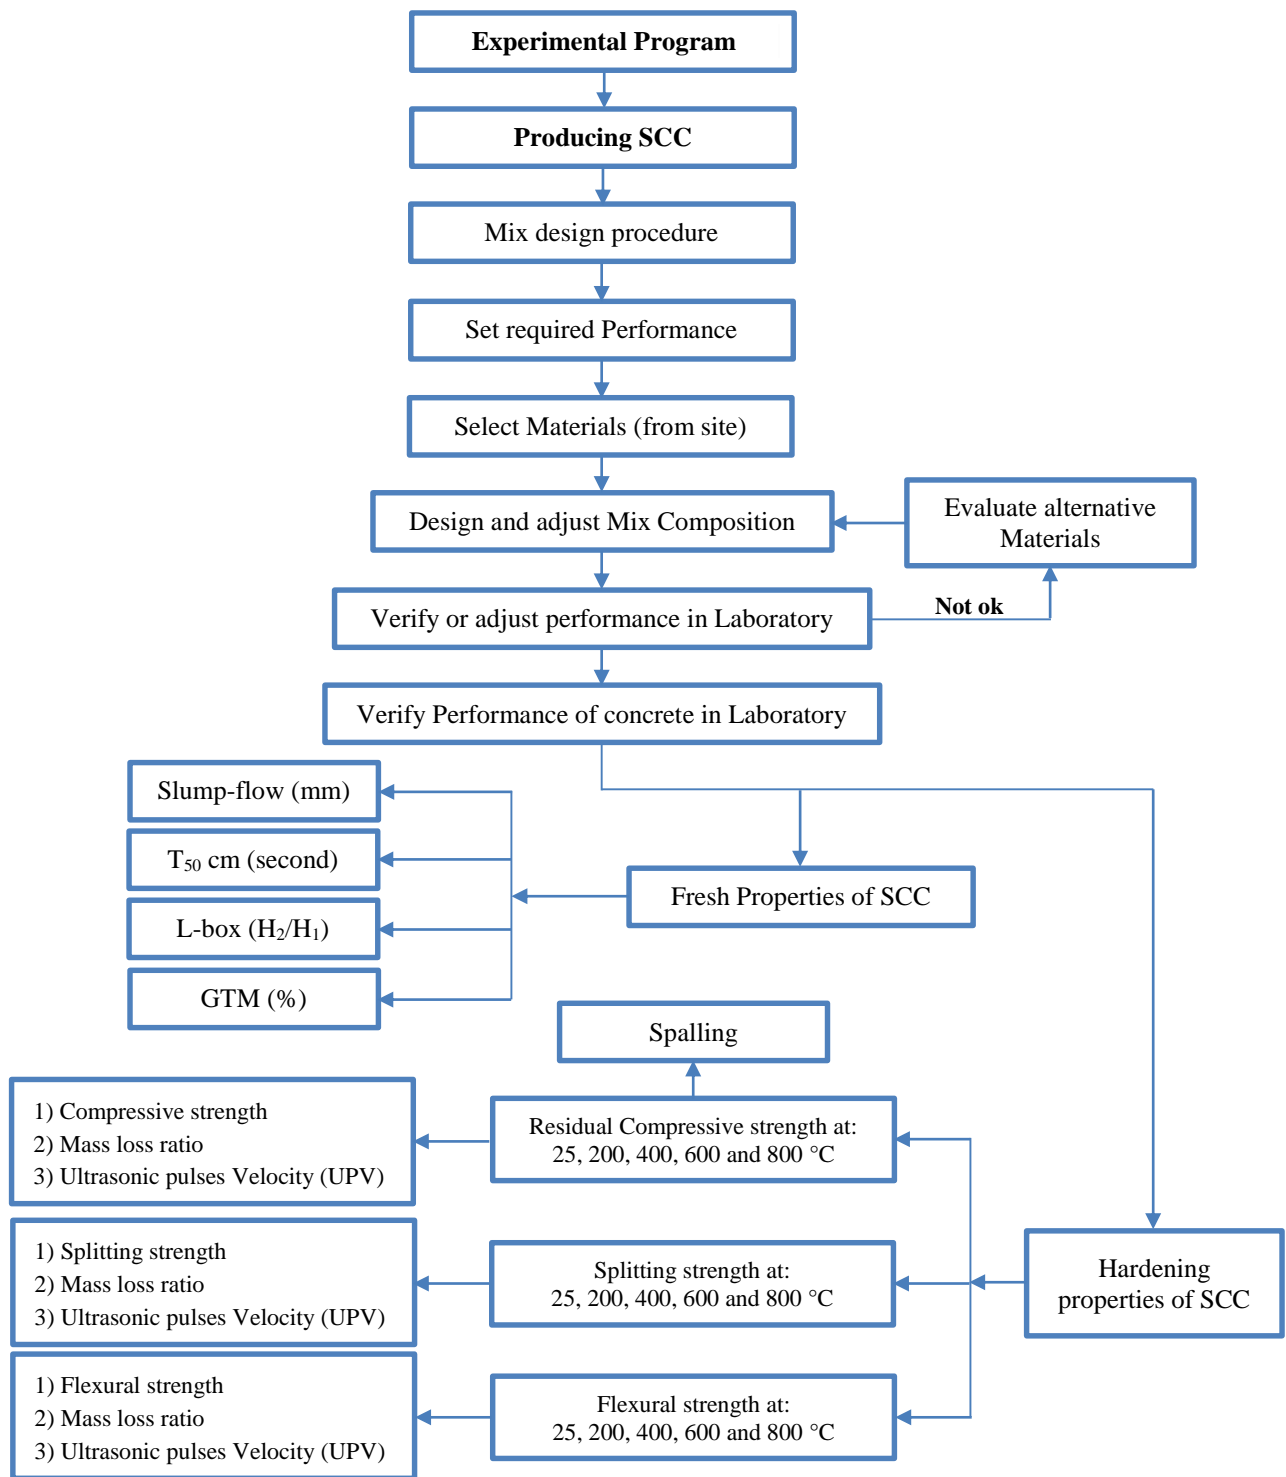 Experimental Program
Producing SCC
Mix design procedure
Set required Performance
Select Materials (from site)
Design and adjust Mix Composition
Evaluate alternative
Materials
Verify or adjust performance in Laboratory
Not ok
Verify Performance of concrete in Laboratory
Slump-flow (mm)
T₅₀ cm (second)
L-box (H₂/H₁)
GTM (%)
Fresh Properties of SCC
Spalling
1) Compressive strength
2) Mass loss ratio
3) Ultrasonic pulses Velocity (UPV)
Residual Compressive strength at:
25, 200, 400, 600 and 800 °C
1) Splitting strength
2) Mass loss ratio
3) Ultrasonic pulses Velocity (UPV)
Splitting strength at:
25, 200, 400, 600 and 800 °C
Hardening
properties of SCC
1) Flexural strength
2) Mass loss ratio
3) Ultrasonic pulses Velocity (UPV)
Flexural strength at:
25, 200, 400, 600 and 800 °C